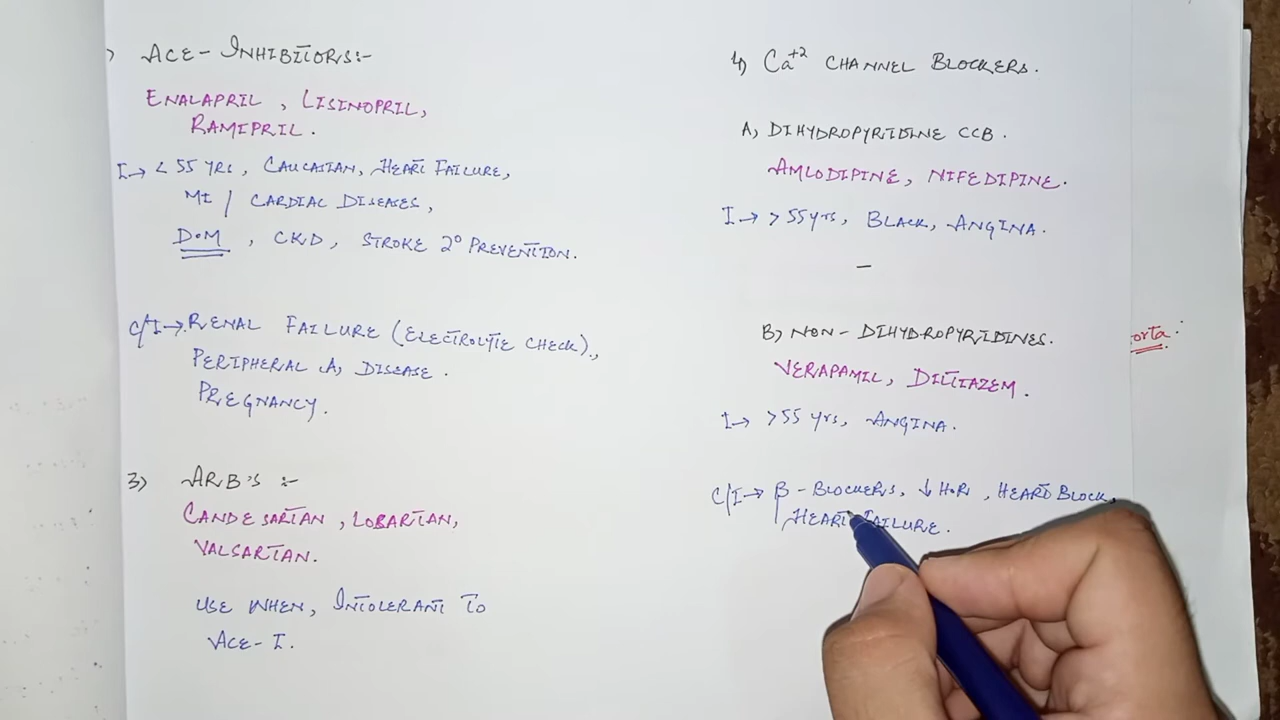 ) ACE - INHIBITORS:-
ENALAPRIL , LISINOPRIL,
RAMIPRIL.
I→ < 55 YRS, CAUCASIAN, HEART FAILURE,
MI / CARDIAC DISEASES,
D.M , CKD, STROKE 2° PREVENTION.
C/I→ RENAL FAILURE (ELECTROLYTE CHECK).,
PERIPHERAL A, DISEASE.
PREGNANCY.
3) ARB'S :-
CANDESARTAN , LOSARTAN,
VALSARTAN.
USE WHEN, INTOLERANT TO
ACE-I.
4) Ca+2 CHANNEL BLOCKERS.
A) DIHYDROPYRIDINE CCB.
AMLODIPINE, NIFEDIPINE.
I→ > 55 yrs, BLACK, ANGINA.
–
B) NON - DIHYDROPYRIDINES.
VERAPAMIL, DILTIAZEM.
I→ > 55 yrs, ANGINA.
C/I→ β - BLOCKERS, ↓ H.R , HEART BLOCK,
HEART FAILURE.
orta: